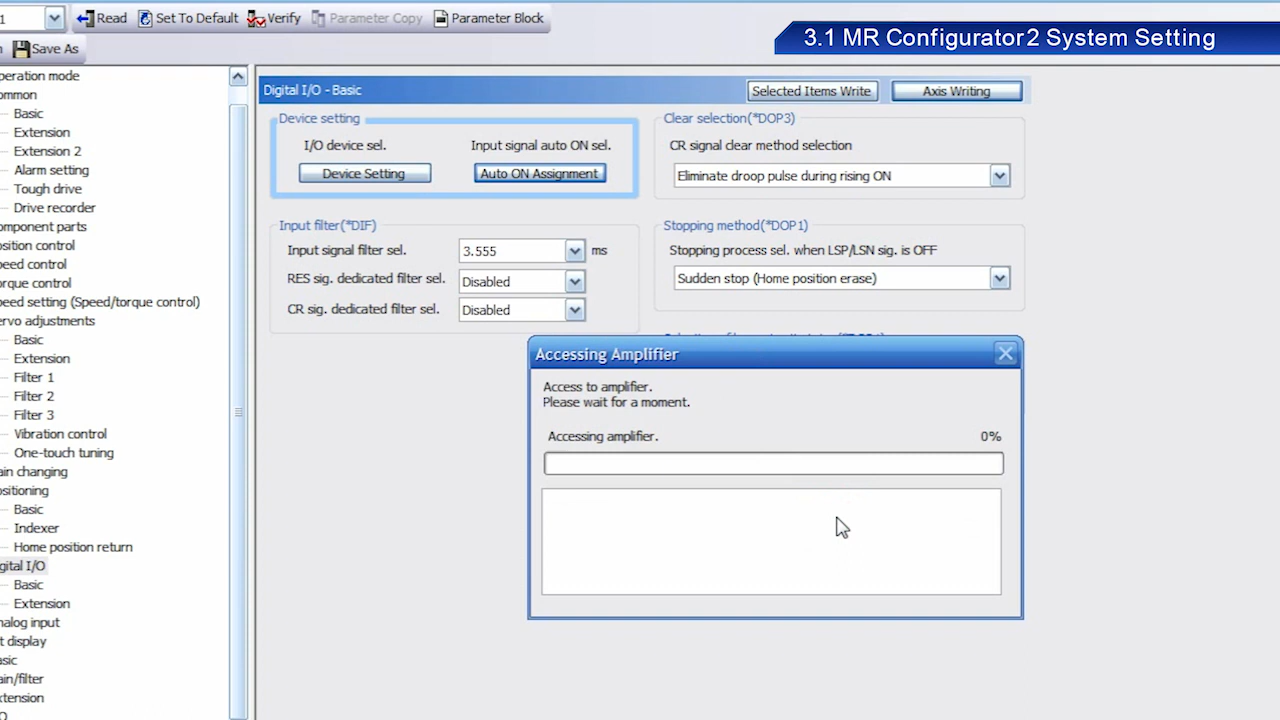 1 Read Set To Default Verify Parameter Copy Parameter Block
Save As
3.1 MR Configurator2 System Setting
peration mode
ommon
Basic
Extension
Extension 2
Alarm setting
Tough drive
Drive recorder
omponent parts
osition control
peed control
orque control
peed setting (Speed/torque control)
ervo adjustments
Basic
Extension
Filter 1
Filter 2
Filter 3
Vibration control
One-touch tuning
ain changing
ositioning
Basic
Indexer
Home position return
igital I/O
Basic
Extension
nalog input
t display
asic
ain/filter
xtension
Digital I/O - Basic
Selected Items Write
Axis Writing
Device setting
I/O device sel.
Input signal auto ON sel.
Device Setting
Auto ON Assignment
Clear selection(*DOP3)
CR signal clear method selection
Eliminate droop pulse during rising ON
Input filter(*DIF)
Input signal filter sel. 3.555 ms
RES sig. dedicated filter sel. Disabled
CR sig. dedicated filter sel. Disabled
Stopping method(*DOP1)
Stopping process sel. when LSP/LSN sig. is OFF
Sudden stop (Home position erase)
Accessing Amplifier
Access to amplifier.
Please wait for a moment.
Accessing amplifier. 0%